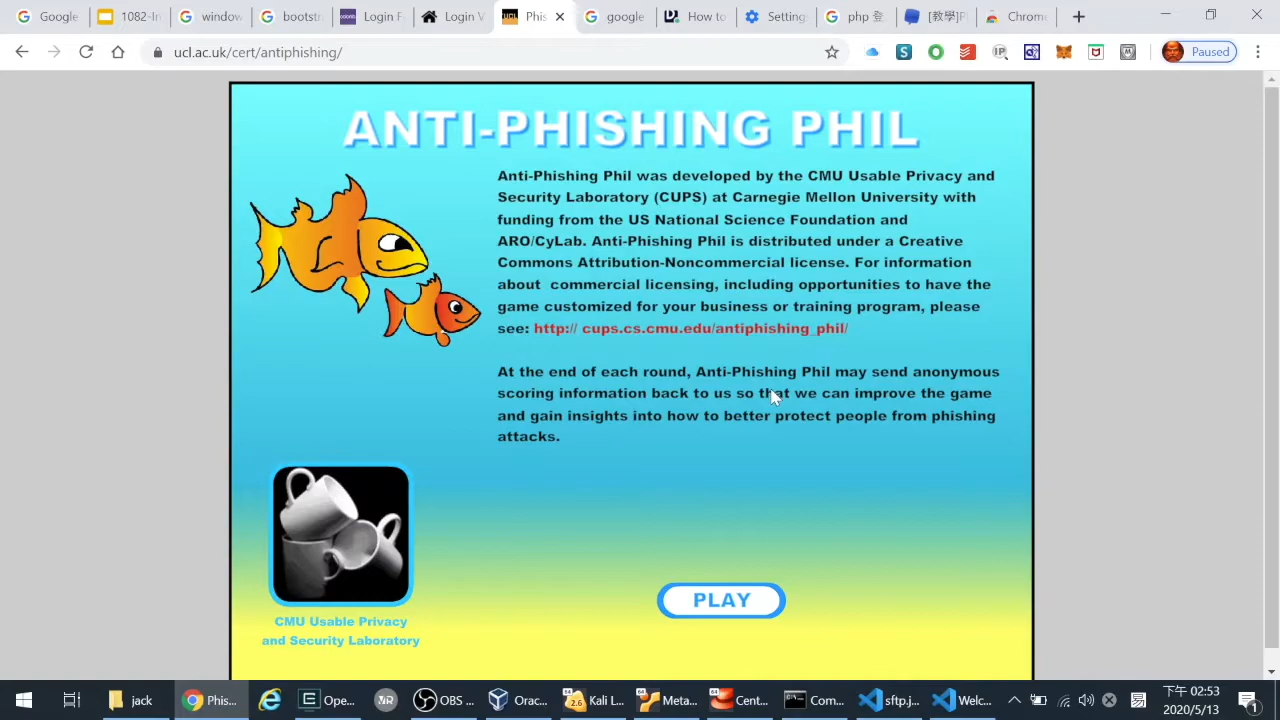 Google
1082-In
window
bootst
Login F
Login V
Phis
google
How to
Setting
php 登
[教學]P
Chrome
ucl.ac.uk/cert/antiphishing/
Paused
ANTI-PHISHING PHIL
Anti-Phishing Phil was developed by the CMU Usable Privacy and
Security Laboratory (CUPS) at Carnegie Mellon University with
funding from the US National Science Foundation and
ARO/CyLab. Anti-Phishing Phil is distributed under a Creative
Commons Attribution-Noncommercial license. For information
about commercial licensing, including opportunities to have the
game customized for your business or training program, please
see: http:// cups.cs.cmu.edu/antiphishing_phil/
At the end of each round, Anti-Phishing Phil may send anonymous
scoring information back to us so that we can improve the game
and gain insights into how to better protect people from phishing
attacks.
PLAY
CMU Usable Privacy
and Security Laboratory
jack
Phis...
Ope...
OBS ...
Orac...
Kali L...
Meta...
Cent...
Com...
sftp.j...
Welc...
下午 02:53
2020/5/13